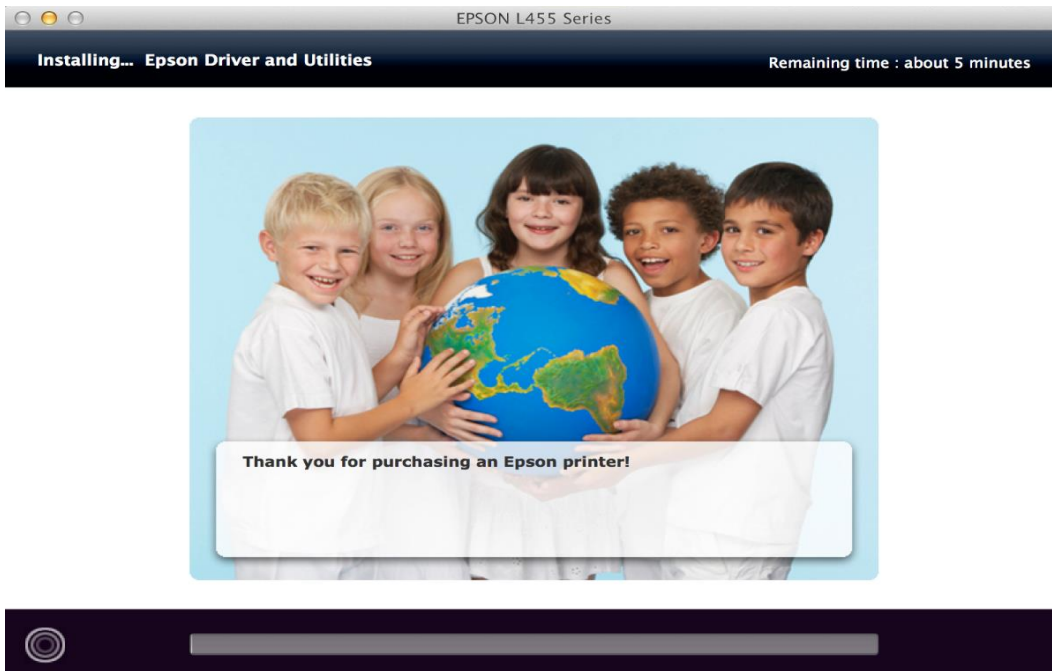 EPSON L455 Series
Installing... Epson Driver and Utilities
Remaining time : about 5 minutes
Thank you for purchasing an Epson printer!